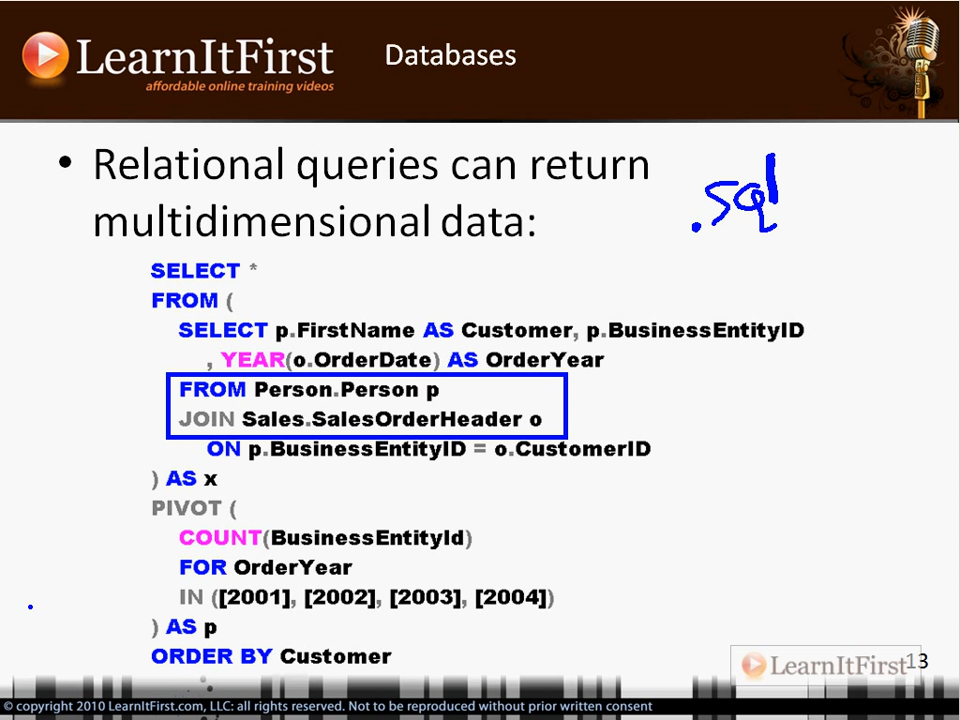 LearnItFirst
affordable online training videos
Databases
• Relational queries can return
multidimensional data:
.sql
SELECT *
FROM (
SELECT p.FirstName AS Customer, p.BusinessEntityID
, YEAR(o.OrderDate) AS OrderYear
FROM Person.Person p
JOIN Sales.SalesOrderHeader o
ON p.BusinessEntityID = o.CustomerID
) AS x
PIVOT (
COUNT(BusinessEntityId)
FOR OrderYear
IN ([2001], [2002], [2003], [2004])
) AS p
ORDER BY Customer
LearnItFirst
13
© copyright 2010 LearnItFirst.com, LLC: all rights reserved. Not to be reproduced without prior written consent